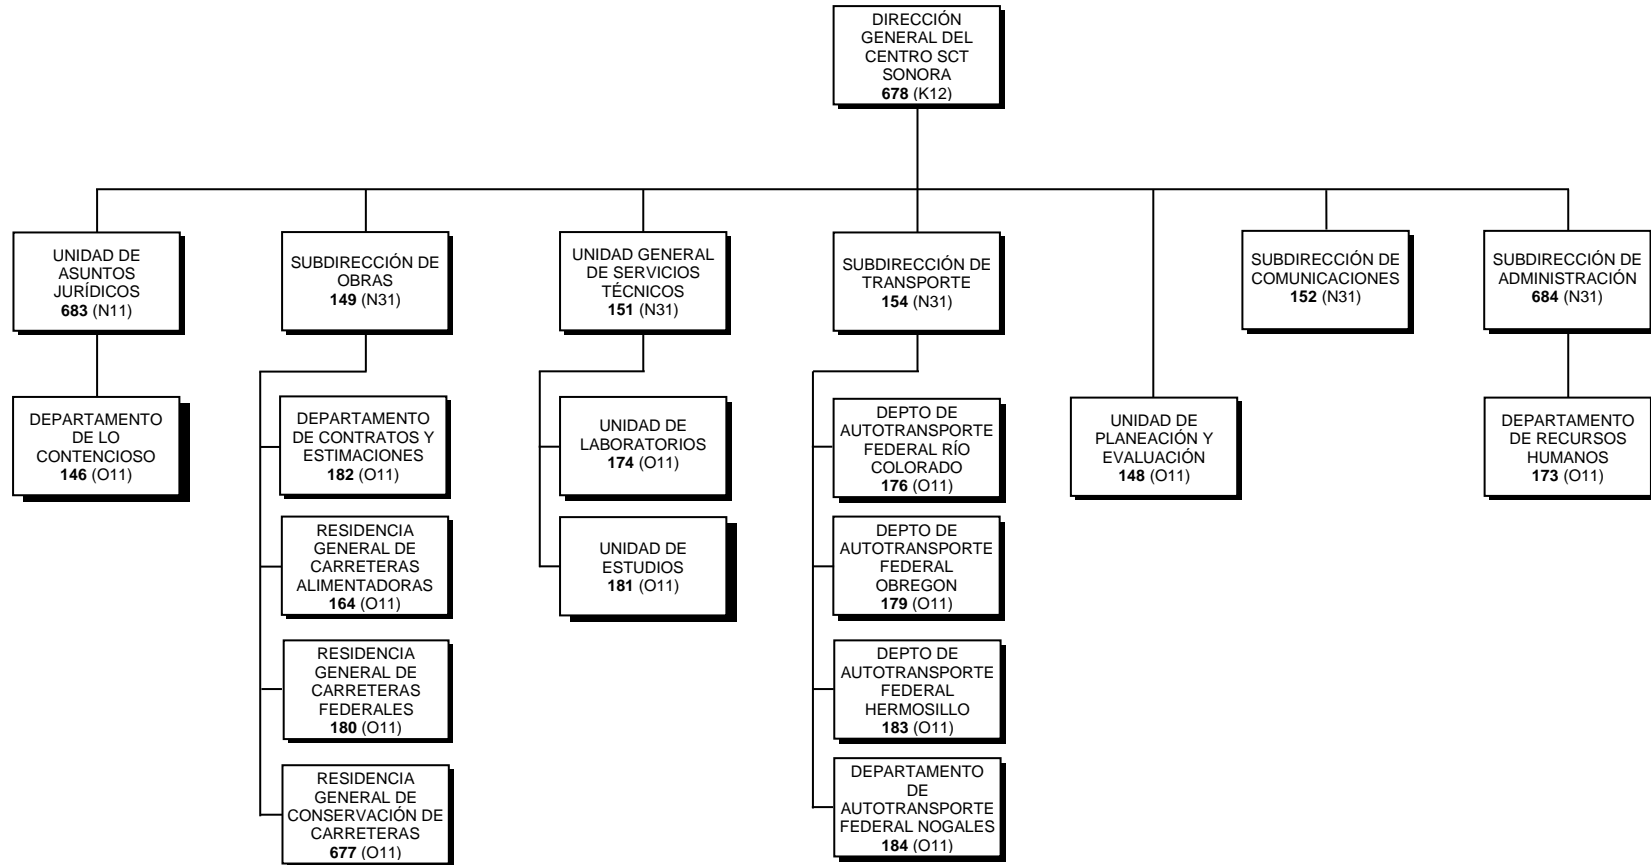 DIRECCIÓN
GENERAL DEL
CENTRO SCT
SONORA
678 (K12)
UNIDAD DE
ASUNTOS
JURÍDICOS
683 (N11)
SUBDIRECCIÓN DE
OBRAS
149 (N31)
UNIDAD GENERAL
DE SERVICIOS
TÉCNICOS
151 (N31)
SUBDIRECCIÓN DE
TRANSPORTE
154 (N31)
SUBDIRECCIÓN DE
COMUNICACIONES
152 (N31)
SUBDIRECCIÓN DE
ADMINISTRACIÓN
684 (N31)
DEPARTAMENTO
DE LO
CONTENCIOSO
146 (O11)
DEPARTAMENTO
DE CONTRATOS Y
ESTIMACIONES
182 (O11)
RESIDENCIA
GENERAL DE
CARRETERAS
ALIMENTADORAS
164 (O11)
RESIDENCIA
GENERAL DE
CARRETERAS
FEDERALES
180 (O11)
RESIDENCIA
GENERAL DE
CONSERVACIÓN DE
CARRETERAS
677 (O11)
UNIDAD DE
LABORATORIOS
174 (O11)
UNIDAD DE
ESTUDIOS
181 (O11)
DEPTO DE
AUTOTRANSPORTE
FEDERAL RÍO
COLORADO
176 (O11)
DEPTO DE
AUTOTRANSPORTE
FEDERAL
OBREGON
179 (O11)
DEPTO DE
AUTOTRANSPORTE
FEDERAL
HERMOSILLO
183 (O11)
DEPARTAMENTO
DE
AUTOTRANSPORTE
FEDERAL NOGALES
184 (O11)
UNIDAD DE
PLANEACIÓN Y
EVALUACIÓN
148 (O11)
DEPARTAMENTO
DE RECURSOS
HUMANOS
173 (O11)